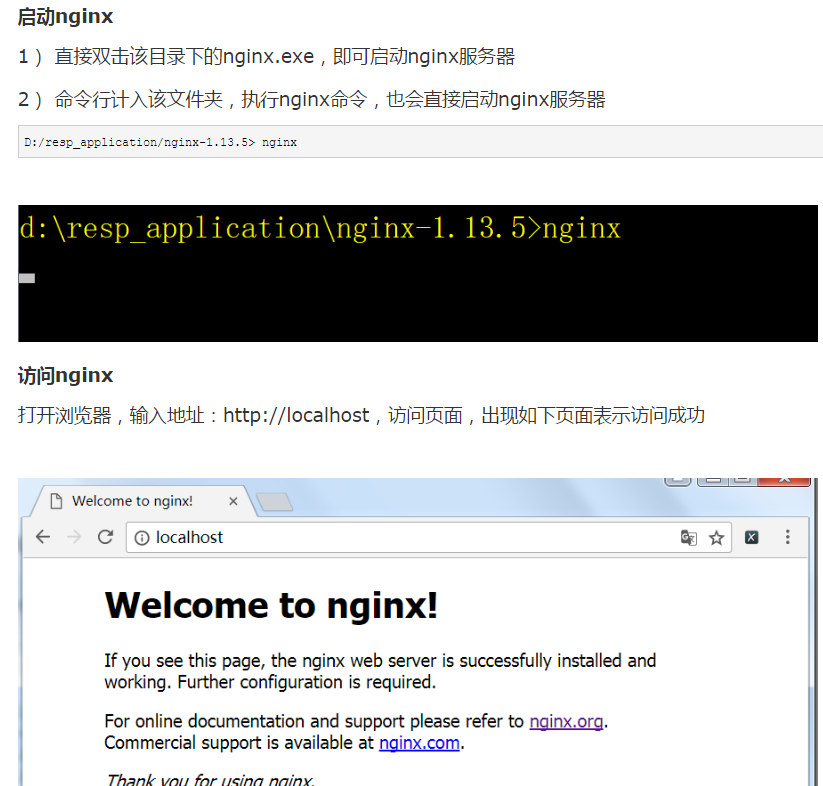 启动nginx
1） 直接双击该目录下的nginx.exe，即可启动nginx服务器
2） 命令行计入该文件夹，执行nginx命令，也会直接启动nginx服务器
D:/resp_application/nginx-1.13.5> nginx
d:\resp_application\nginx-1.13.5>nginx
访问nginx
打开浏览器，输入地址：http://localhost，访问页面，出现如下页面表示访问成功
Welcome to nginx!
localhost
Welcome to nginx!
If you see this page, the nginx web server is successfully installed and
working. Further configuration is required.
For online documentation and support please refer to nginx.org.
Commercial support is available at nginx.com.
Thank you for using nginx.